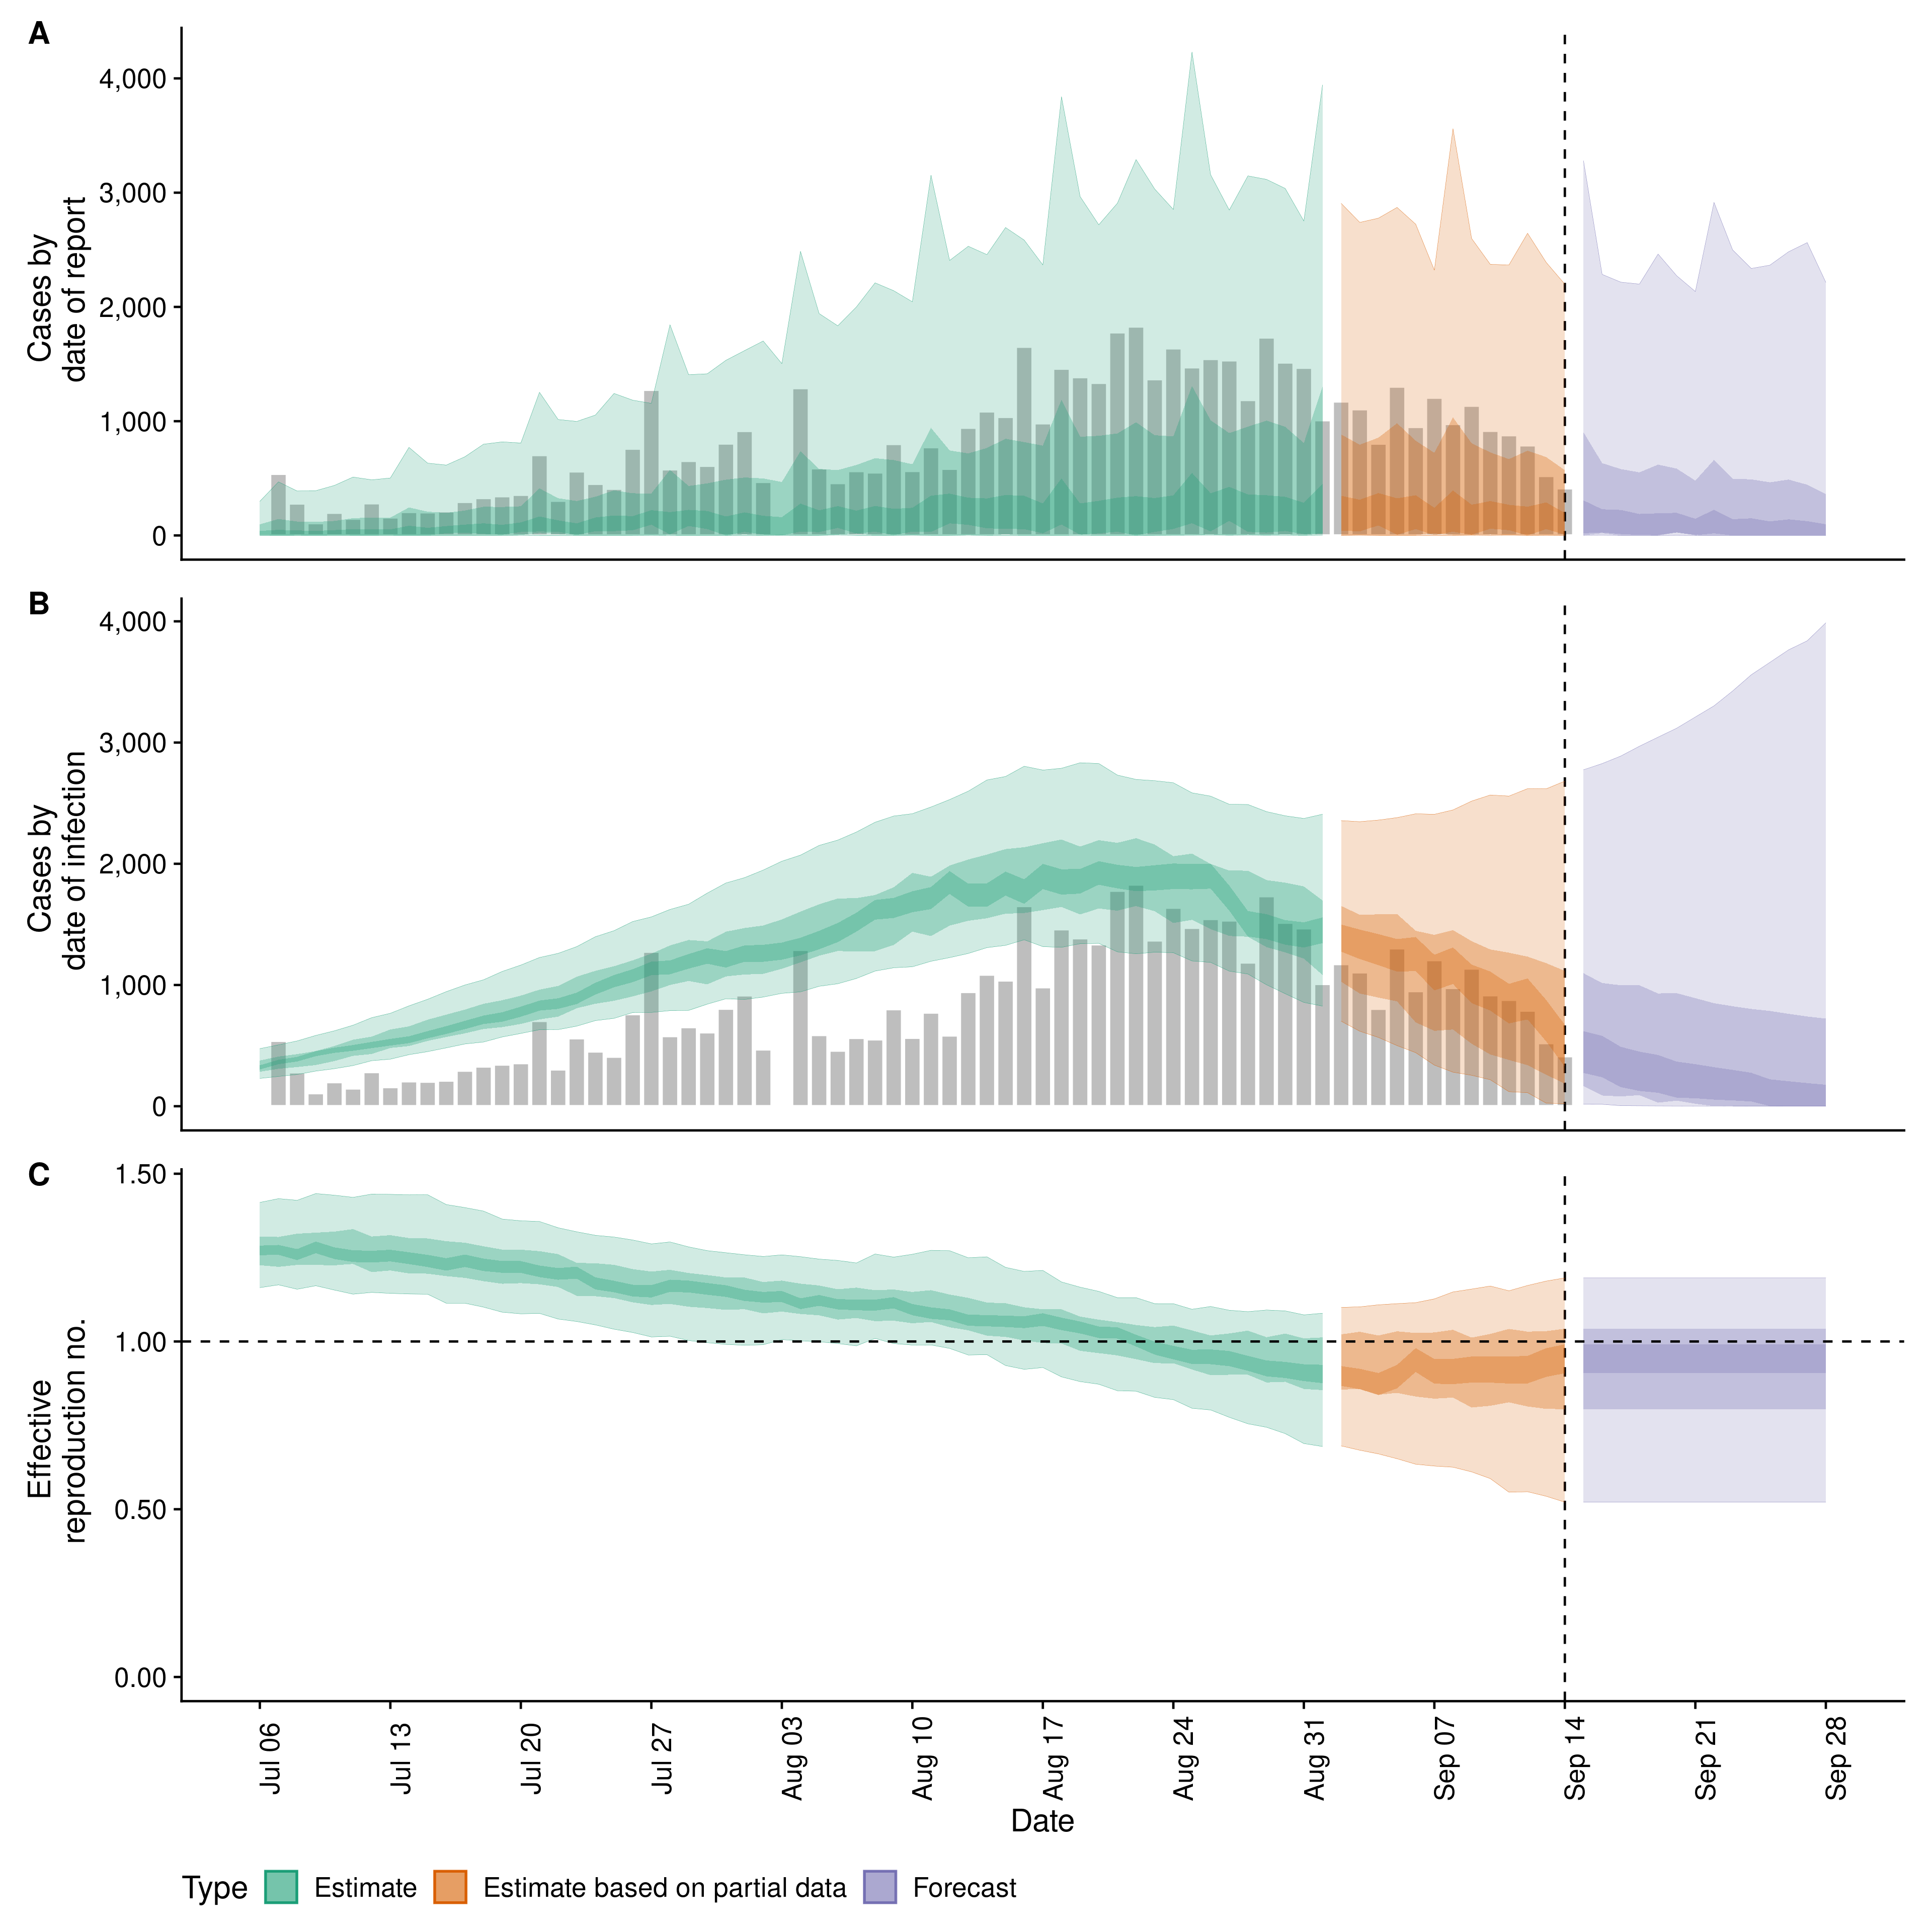 A
4,000
3,000
2,000
1,000
0
Cases by
date of report
B
4,000
3,000
2,000
1,000
0
Cases by
date of infection
C
1.50
1.00
0.50
0.00
Effective
reproduction no.
Jul 06
Jul 13
Jul 20
Jul 27
Aug 03
Aug 10
Aug 17
Aug 24
Aug 31
Sep 07
Sep 14
Sep 21
Sep 28
Date
Type Estimate Estimate based on partial data Forecast